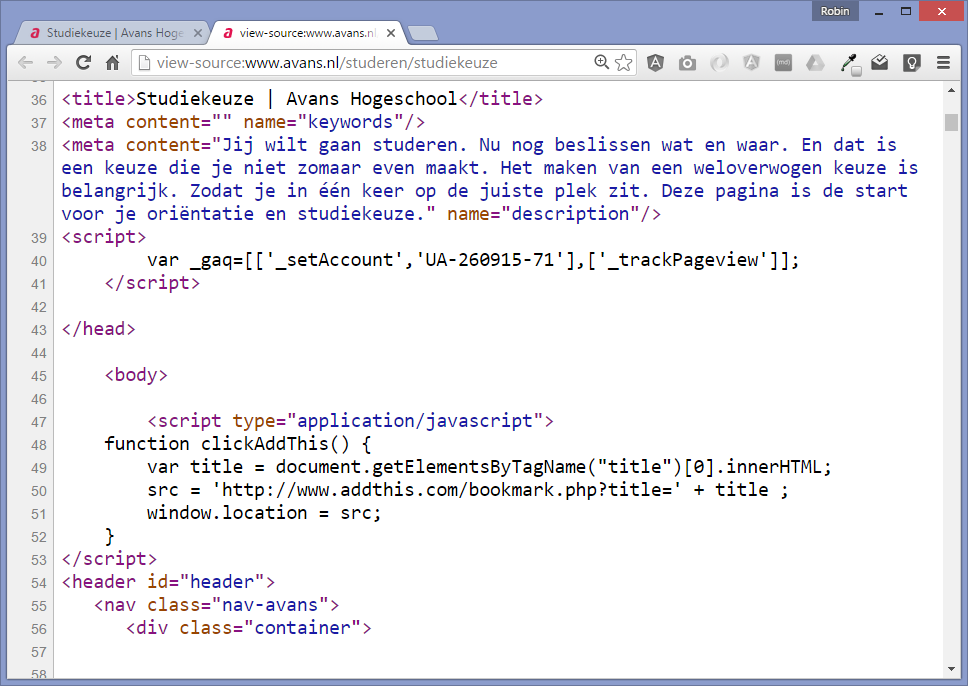 Robin
Studiekeuze | Avans Hoge
view-source:www.avans.nl
view-source:www.avans.nl/studeren/studiekeuze
36 <title>Studiekeuze | Avans Hogeschool</title>
37 <meta content="" name="keywords"/>
38 <meta content="Jij wilt gaan studeren. Nu nog beslissen wat en waar. En dat is
een keuze die je niet zomaar even maakt. Het maken van een weloverwogen keuze is
belangrijk. Zodat je in één keer op de juiste plek zit. Deze pagina is de start
voor je oriëntatie en studiekeuze." name="description"/>
39 <script>
40 var _gaq=[['_setAccount','UA-260915-71'],['_trackPageview']];
41 </script>
42
43 </head>
44
45 <body>
46
47 <script type="application/javascript">
48 function clickAddThis() {
49 var title = document.getElementsByTagName("title")[0].innerHTML;
50 src = 'http://www.addthis.com/bookmark.php?title=' + title ;
51 window.location = src;
52 }
53 </script>
54 <header id="header">
55 <nav class="nav-avans">
56 <div class="container">
57
58